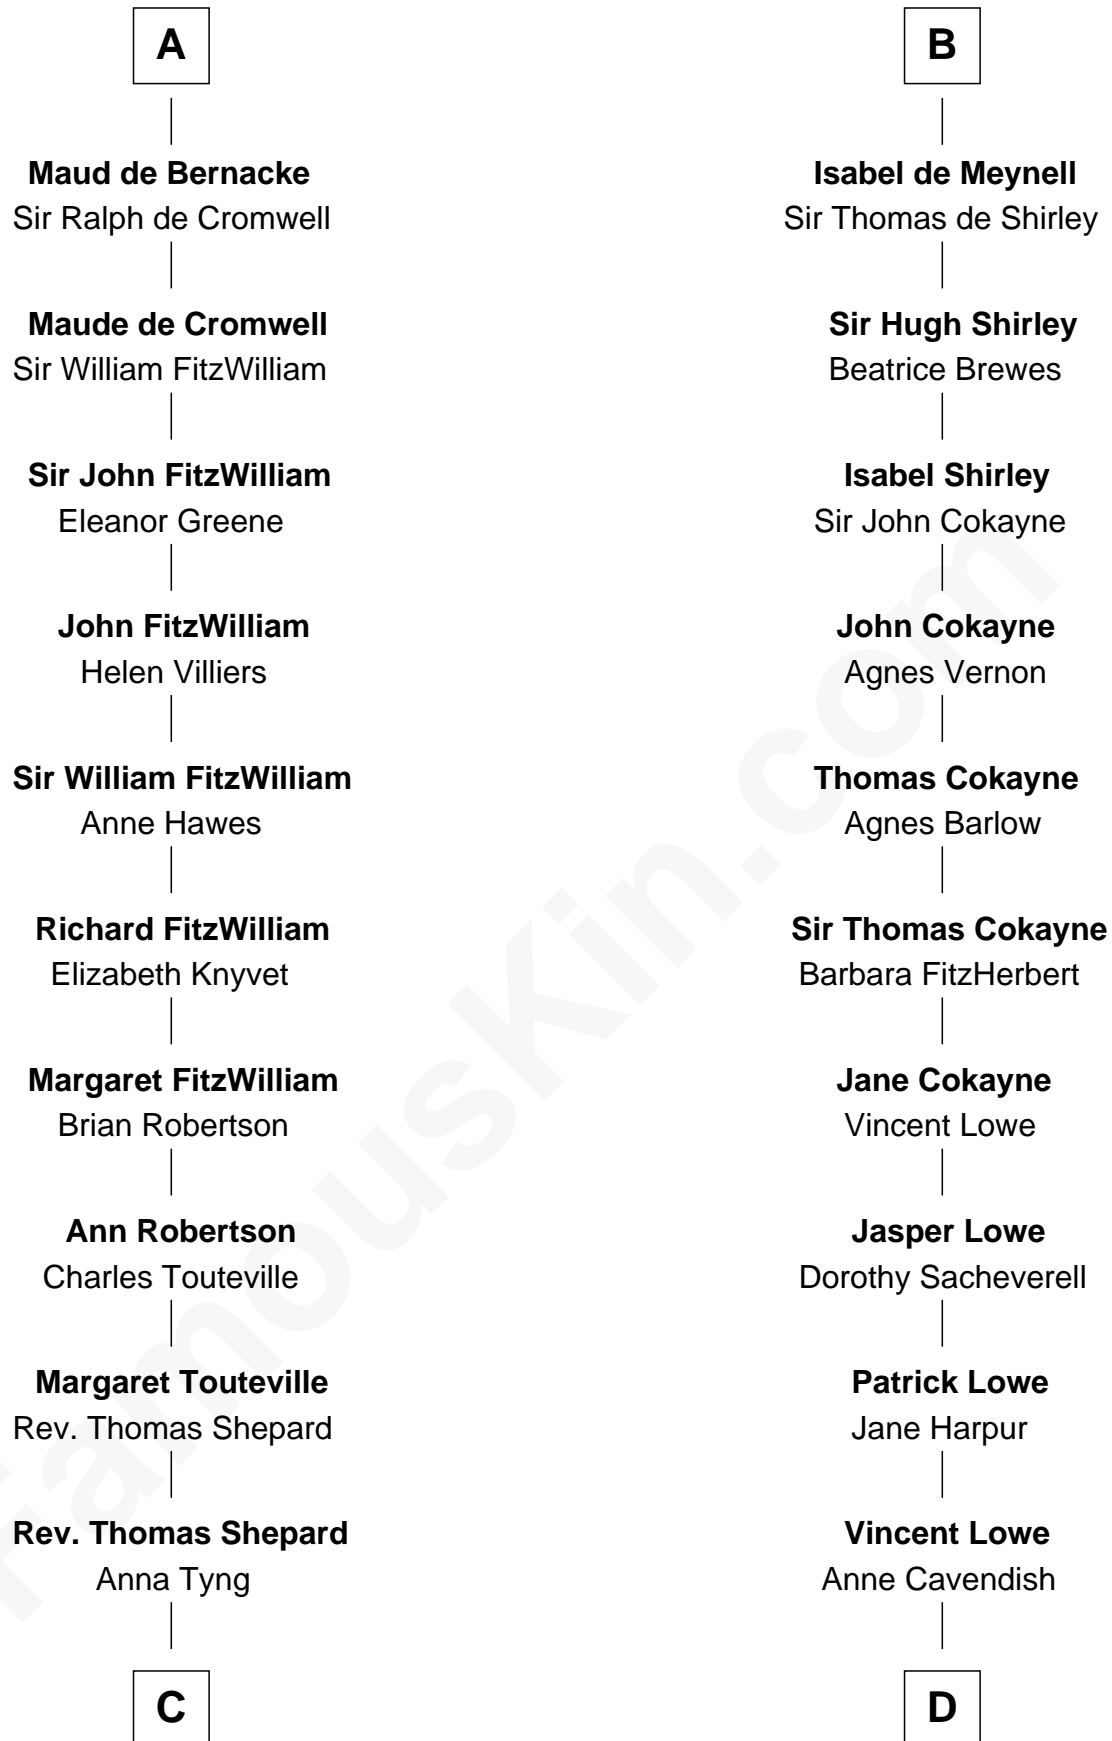 A
Maud de Bernacke
Sir Ralph de Cromwell
Maude de Cromwell
Sir William FitzWilliam
Sir John FitzWilliam
Eleanor Greene
John FitzWilliam
Helen Villiers
Sir William FitzWilliam
Anne Hawes
Richard FitzWilliam
Elizabeth Knyvet
Margaret FitzWilliam
Brian Robertson
Ann Robertson
Charles Touteville
Margaret Touteville
Rev. Thomas Shepard
Rev. Thomas Shepard
Anna Tyng
C
B
Isabel de Meynell
Sir Thomas de Shirley
Sir Hugh Shirley
Beatrice Brewes
Isabel Shirley
Sir John Cokayne
John Cokayne
Agnes Vernon
Thomas Cokayne
Agnes Barlow
Sir Thomas Cokayne
Barbara FitzHerbert
Jane Cokayne
Vincent Lowe
Jasper Lowe
Dorothy Sacheverell
Patrick Lowe
Jane Harpur
Vincent Lowe
Anne Cavendish
D
FamousKin.com